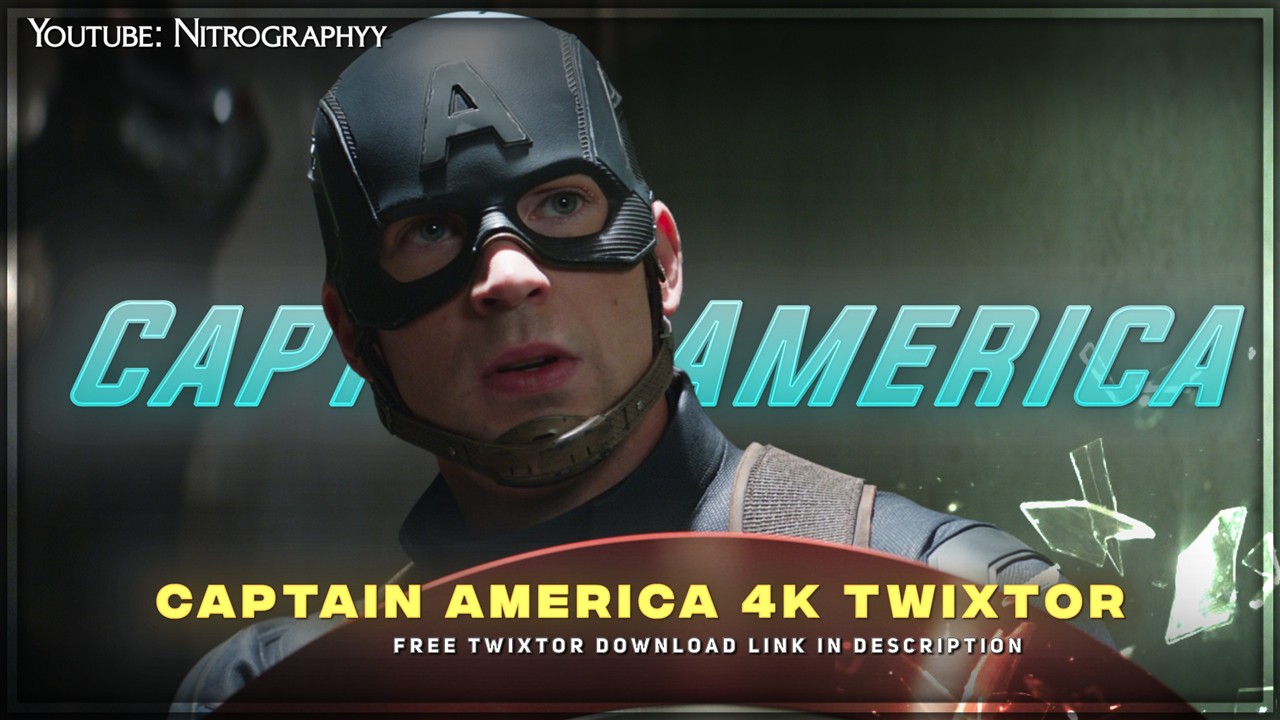 YOUTUBE: NITROGRAPHYY
A
CAPT AMERICA
CAPTAIN AMERICA 4K TWIXTOR
FREE TWIXTOR DOWNLOAD LINK IN DESCRIPTION